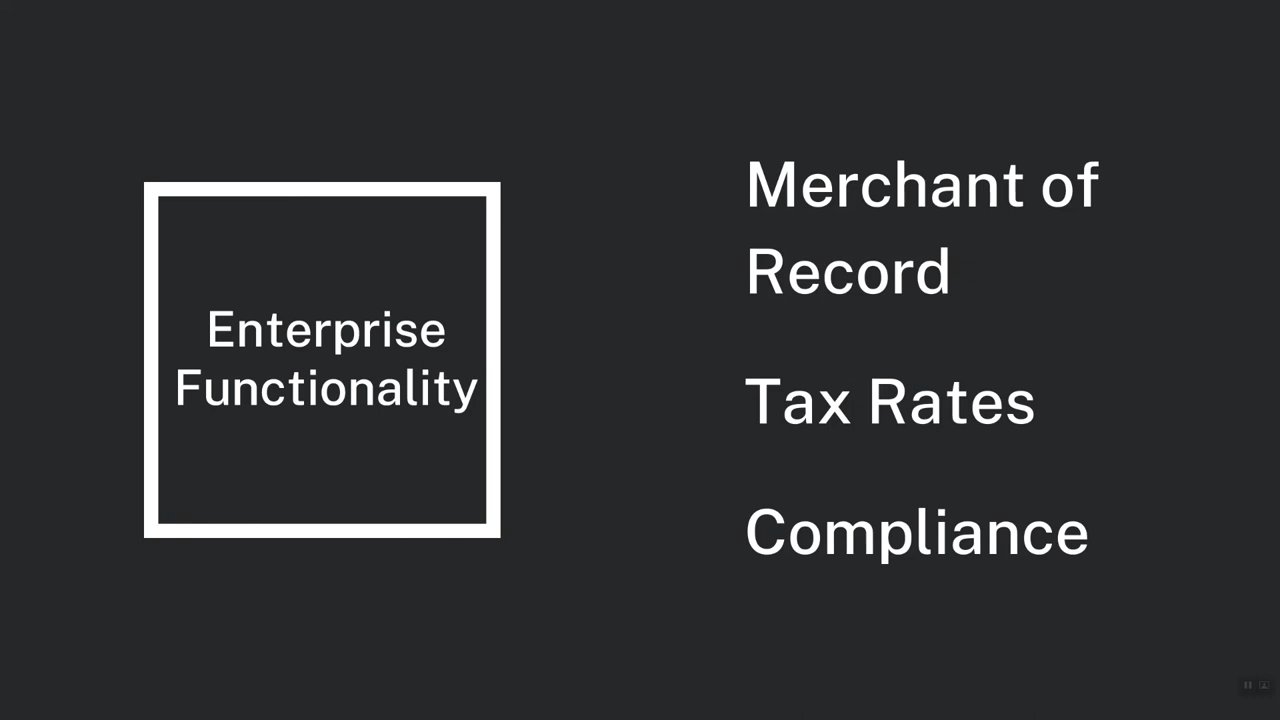 Enterprise
Functionality
Merchant of
Record
Tax Rates
Compliance